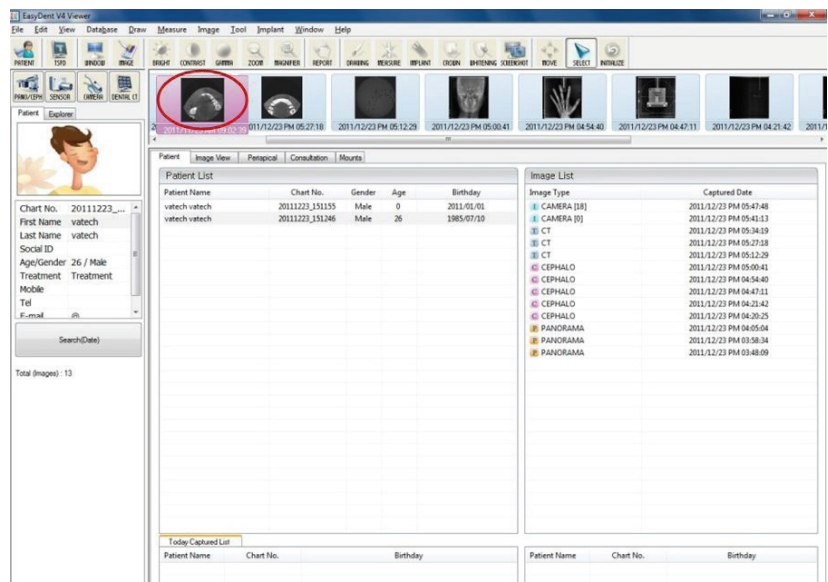 EasyDent V4 Viewer
File Edit View Database Draw Measure Image Tool Implant Window Help
PATIENT TSPD WINDOW IMAGE BRIGHT CONTRAST GAMMA ZOOM MAGNIFIER REPORT DRAWING MEASURE IMPLANT CROWN WHITENING SCREENSHOT MOVE SELECT INITIALIZE
PANO/CEPH SENSOR CAMERA DENTAL CT
Patient Explorer
011/12/23 PM 05:27:18 2011/12/23 PM 05:12:29 2011/12/23 PM 05:00:41 2011/12/23 PM 04:54:40 2011/12/23 PM 04:47:11 2011/12/23 PM 04:21:42 2011/1
Patient Image View Periapical Consultation Mounts
Patient List
Patient Name Chart No. Gender Age Birthday
vatech vatech 20111223_151155 Male 0 2011/01/01
vatech vatech 20111223_151246 Male 26 1985/07/10
Image List
Image Type Captured Date
I CAMERA [18] 2011/12/23 PM 05:47:48
I CAMERA [0] 2011/12/23 PM 05:41:13
CT 2011/12/23 PM 05:34:19
CT 2011/12/23 PM 05:27:18
CT 2011/12/23 PM 05:12:29
C CEPHALO 2011/12/23 PM 05:00:41
C CEPHALO 2011/12/23 PM 04:54:40
C CEPHALO 2011/12/23 PM 04:47:11
C CEPHALO 2011/12/23 PM 04:21:42
C CEPHALO 2011/12/23 PM 04:20:25
P PANORAMA 2011/12/23 PM 04:05:04
P PANORAMA 2011/12/23 PM 03:58:34
P PANORAMA 2011/12/23 PM 03:48:09
Chart No. 20111223_...
First Name vatech
Last Name vatech
Social ID
Age/Gender 26 / Male
Treatment Treatment
Mobile
Tel
E-mail @
Search(Date)
Total (Images) : 13
Today Captured List
Patient Name Chart No. Birthday
Patient Name Chart No. Birthday